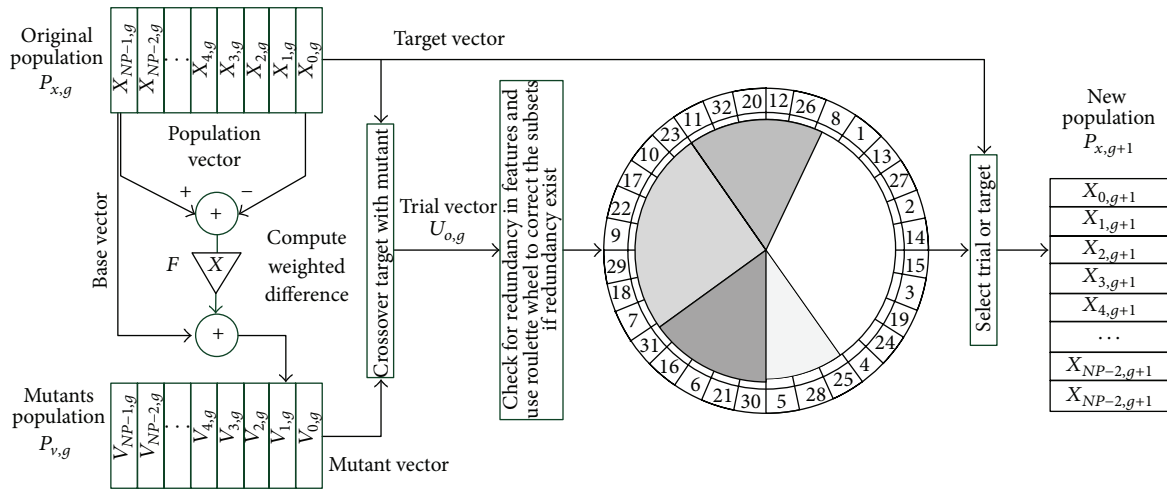 Original
population
P_{x,g}
X_{NP−1,g}
X_{NP−2,g}
...
X_{4,g}
X_{3,g}
X_{2,g}
X_{1,g}
X_{0,g}
Target vector
Population
vector
Base vector
+
−
+
F
X
Compute
weighted
difference
+
Mutants
population
P_{v,g}
V_{NP−1,g}
V_{NP−2,g}
...
V_{4,g}
V_{3,g}
V_{2,g}
V_{1,g}
V_{0,g}
Mutant vector
Crossover target with mutant
Trial vector
U_{o,g}
Check for redundancy in features and
use roulette wheel to correct the subsets
if redundancy exist
12
26
8
1
13
27
2
14
15
3
19
24
4
25
28
5
30
21
6
16
31
7
18
29
9
22
17
10
23
11
32
20
Select trial or target
New
population
P_{x,g+1}
X_{0,g+1}
X_{1,g+1}
X_{2,g+1}
X_{3,g+1}
X_{4,g+1}
...
X_{NP−2,g+1}
X_{NP−2,g+1}